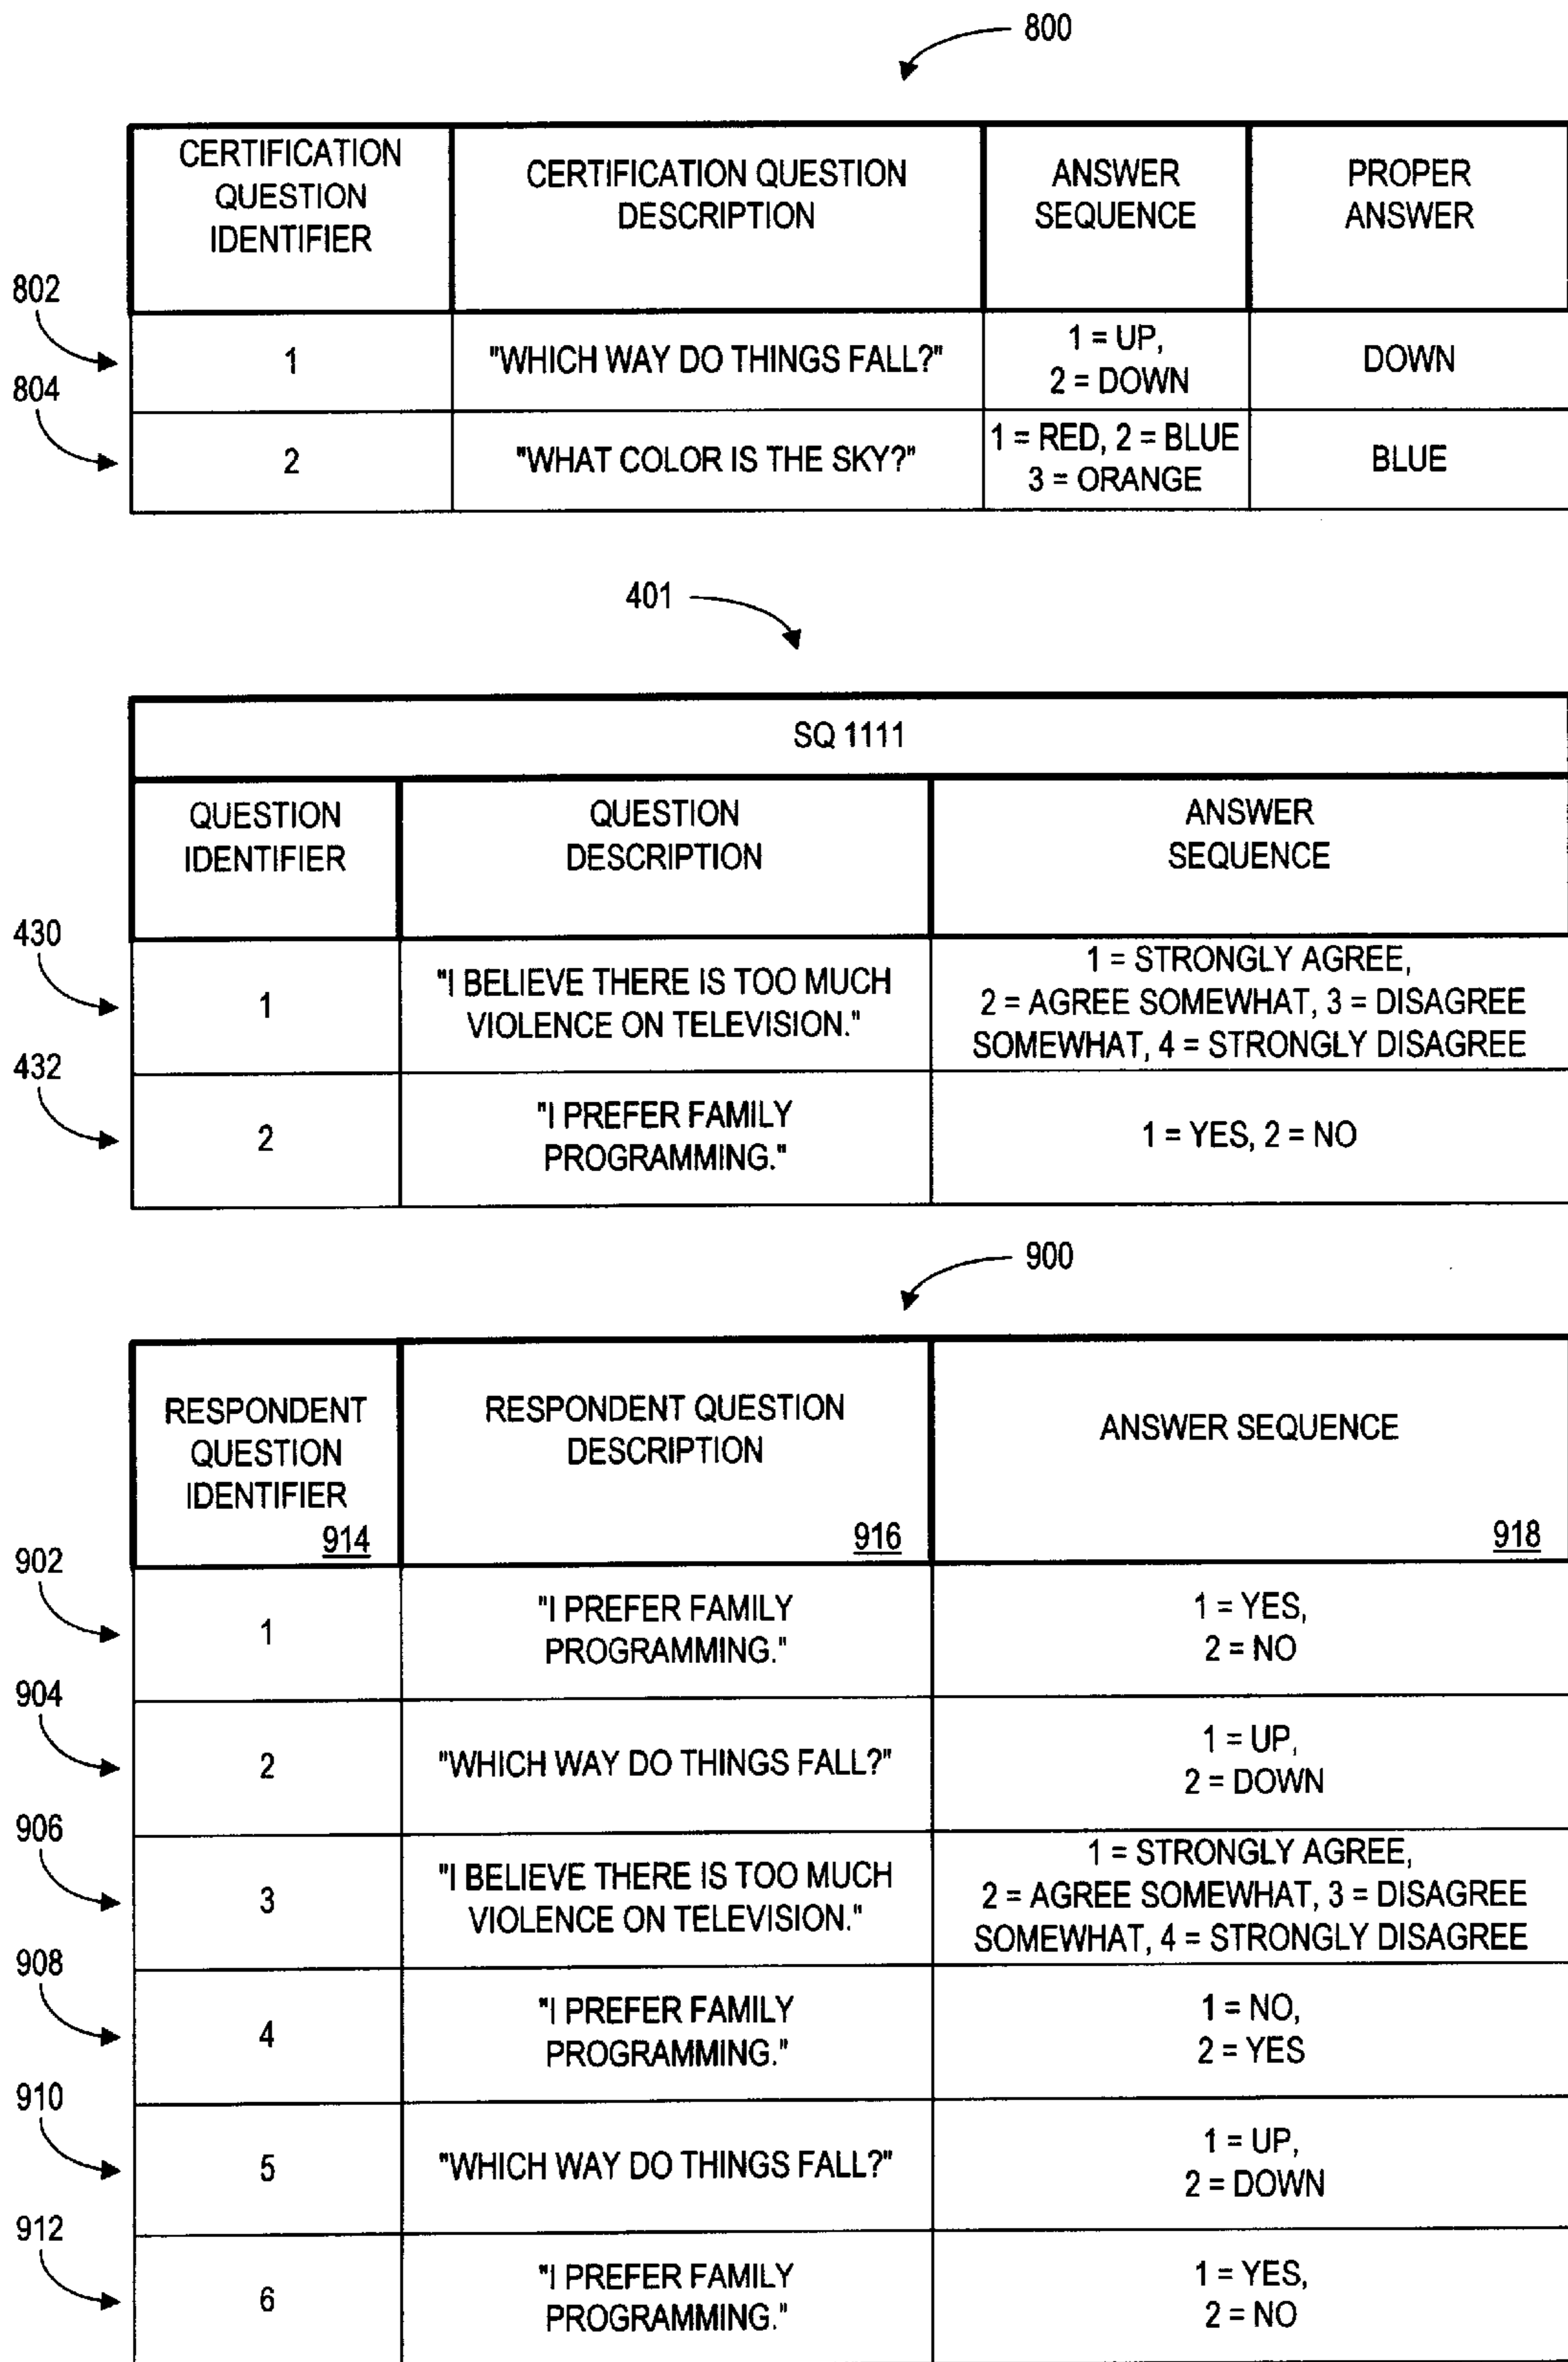 800
CERTIFICATION
QUESTION
IDENTIFIER
CERTIFICATION QUESTION
DESCRIPTION
ANSWER
SEQUENCE
PROPER
ANSWER
802
1
"WHICH WAY DO THINGS FALL?"
1 = UP,
2 = DOWN
DOWN
804
2
"WHAT COLOR IS THE SKY?"
1 = RED, 2 = BLUE
3 = ORANGE
BLUE
401
SQ 1111
QUESTION
IDENTIFIER
QUESTION
DESCRIPTION
ANSWER
SEQUENCE
430
1
"I BELIEVE THERE IS TOO MUCH
VIOLENCE ON TELEVISION."
1 = STRONGLY AGREE,
2 = AGREE SOMEWHAT, 3 = DISAGREE
SOMEWHAT, 4 = STRONGLY DISAGREE
432
2
"I PREFER FAMILY
PROGRAMMING."
1 = YES, 2 = NO
900
RESPONDENT
QUESTION
IDENTIFIER
914
RESPONDENT QUESTION
DESCRIPTION
916
ANSWER SEQUENCE
918
902
1
"I PREFER FAMILY
PROGRAMMING."
1 = YES,
2 = NO
904
2
"WHICH WAY DO THINGS FALL?"
1 = UP,
2 = DOWN
906
3
"I BELIEVE THERE IS TOO MUCH
VIOLENCE ON TELEVISION."
1 = STRONGLY AGREE,
2 = AGREE SOMEWHAT, 3 = DISAGREE
SOMEWHAT, 4 = STRONGLY DISAGREE
908
4
"I PREFER FAMILY
PROGRAMMING."
1 = NO,
2 = YES
910
5
"WHICH WAY DO THINGS FALL?"
1 = UP,
2 = DOWN
912
6
"I PREFER FAMILY
PROGRAMMING."
1 = YES,
2 = NO